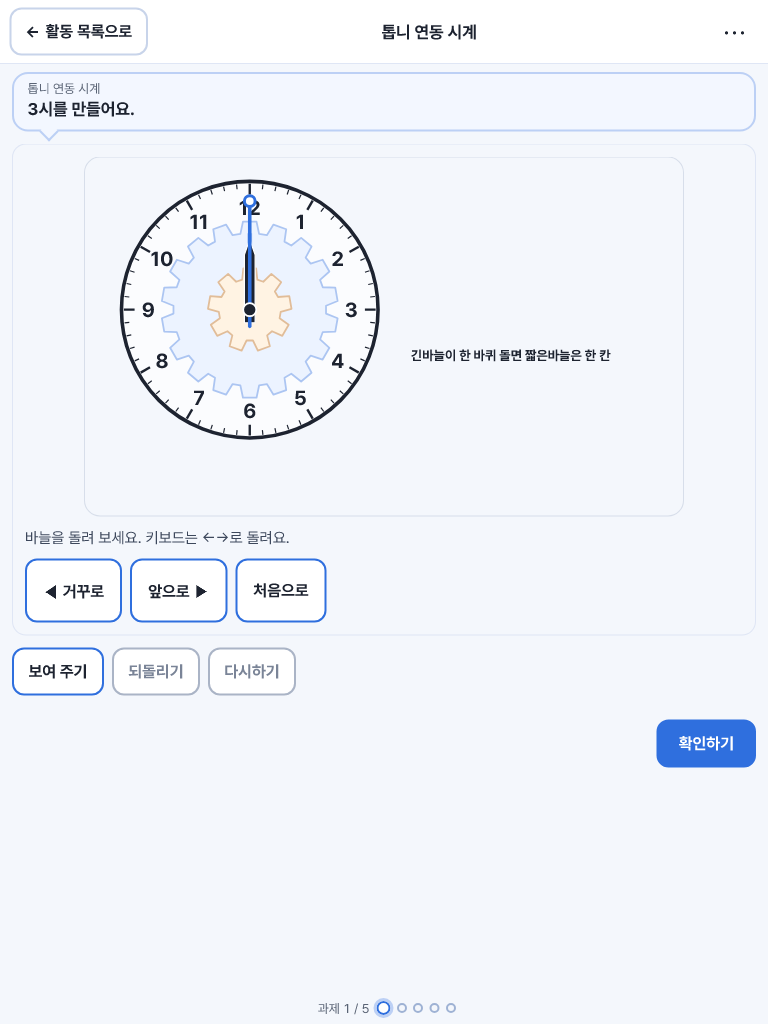 ← 활동 목록으로
톱니 연동 시계
톱니 연동 시계
3시를 만들어요.
12
11
1
10
2
9
3
8
4
7
5
6
긴바늘이 한 바퀴 돌면 짧은바늘은 한 칸
바늘을 돌려 보세요. 키보드는 ←→로 돌려요.
◀ 거꾸로
앞으로 ▶
처음으로
보여 주기
되돌리기
다시하기
확인하기
과제 1 / 5